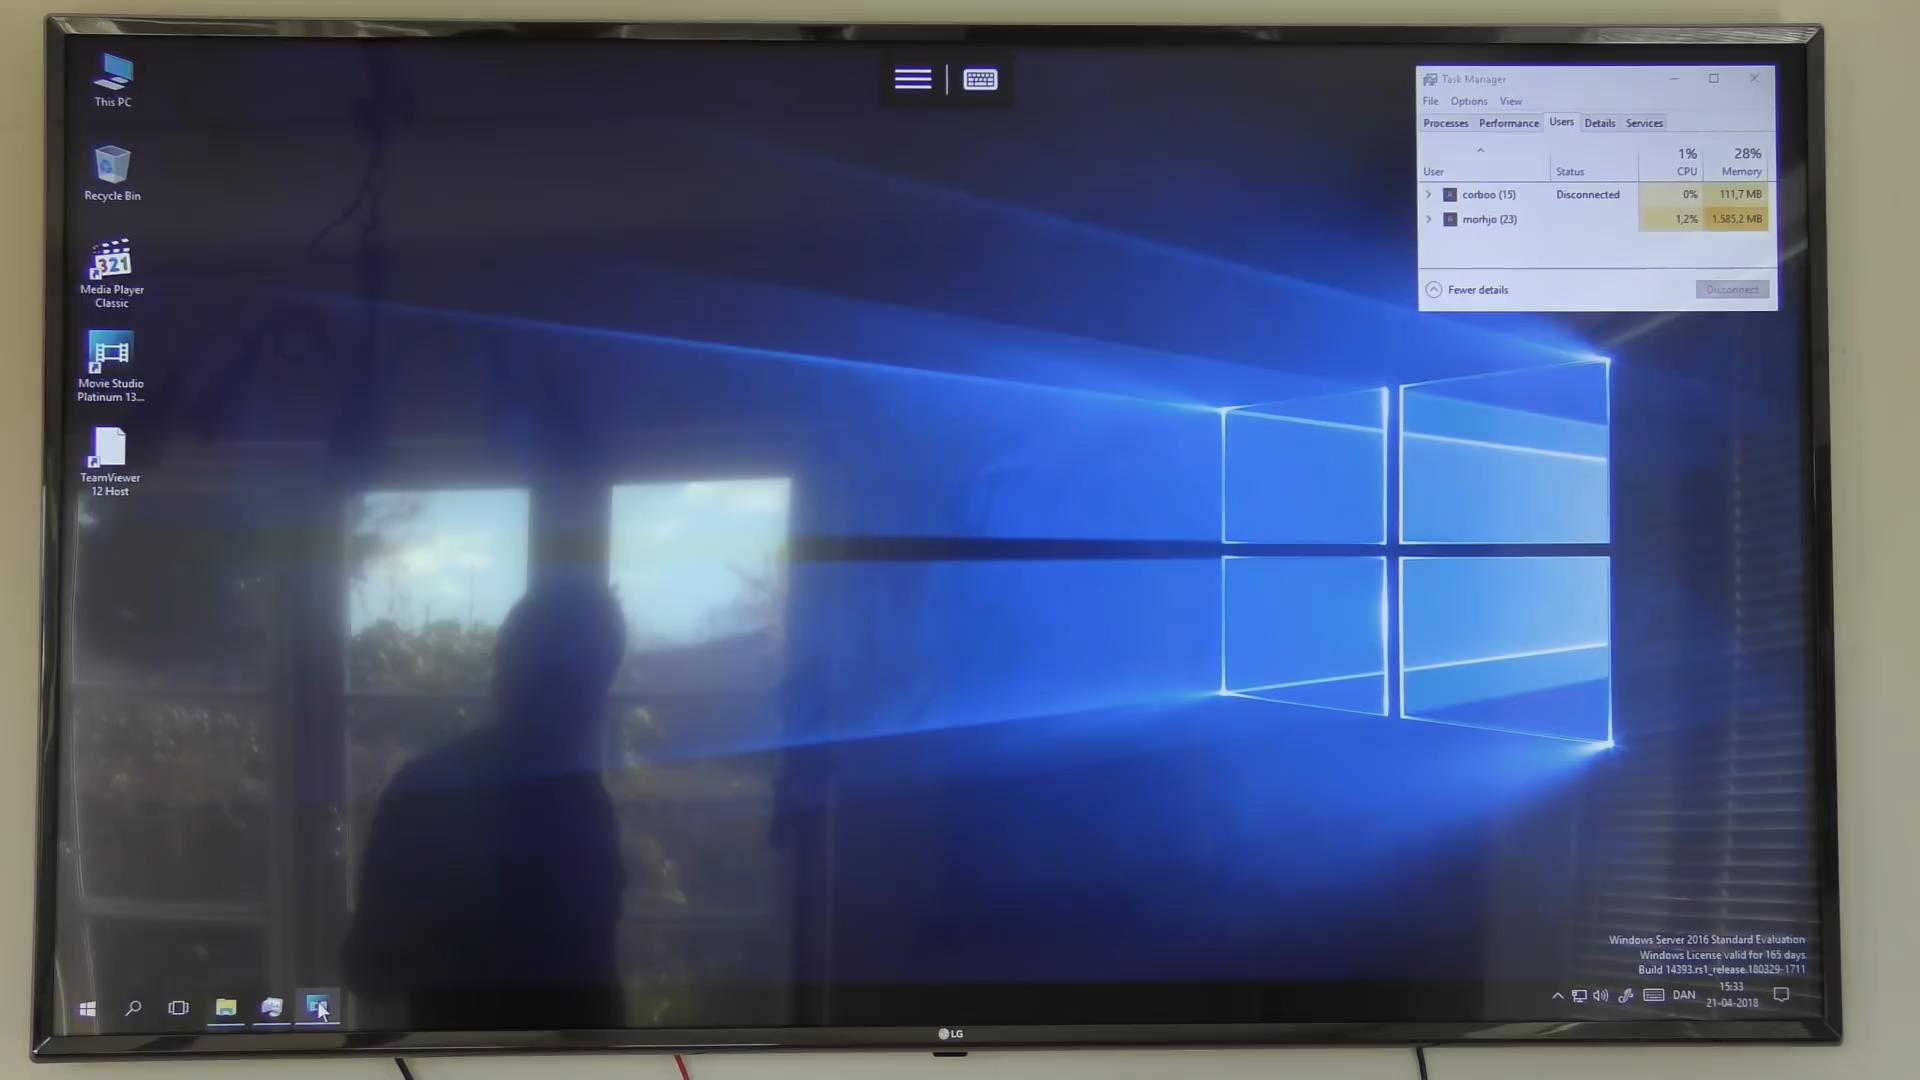 This PC
Recycle Bin
321
Media Player
Classic
Movie Studio
Platinum 13...
TeamViewer
12 Host
Task Manager
File Options View
Processes Performance Users Details Services
1% 28%
User Status CPU Memory
corboo (15) Disconnected 0% 111,7 MB
morhjo (23) 1,2% 1.585,2 MB
Fewer details Disconnect
Windows Server 2016 Standard Evaluation
Windows License valid for 165 days
Build 14393.rs1_release.180329-1711
DAN
15:33
21-04-2018
LG